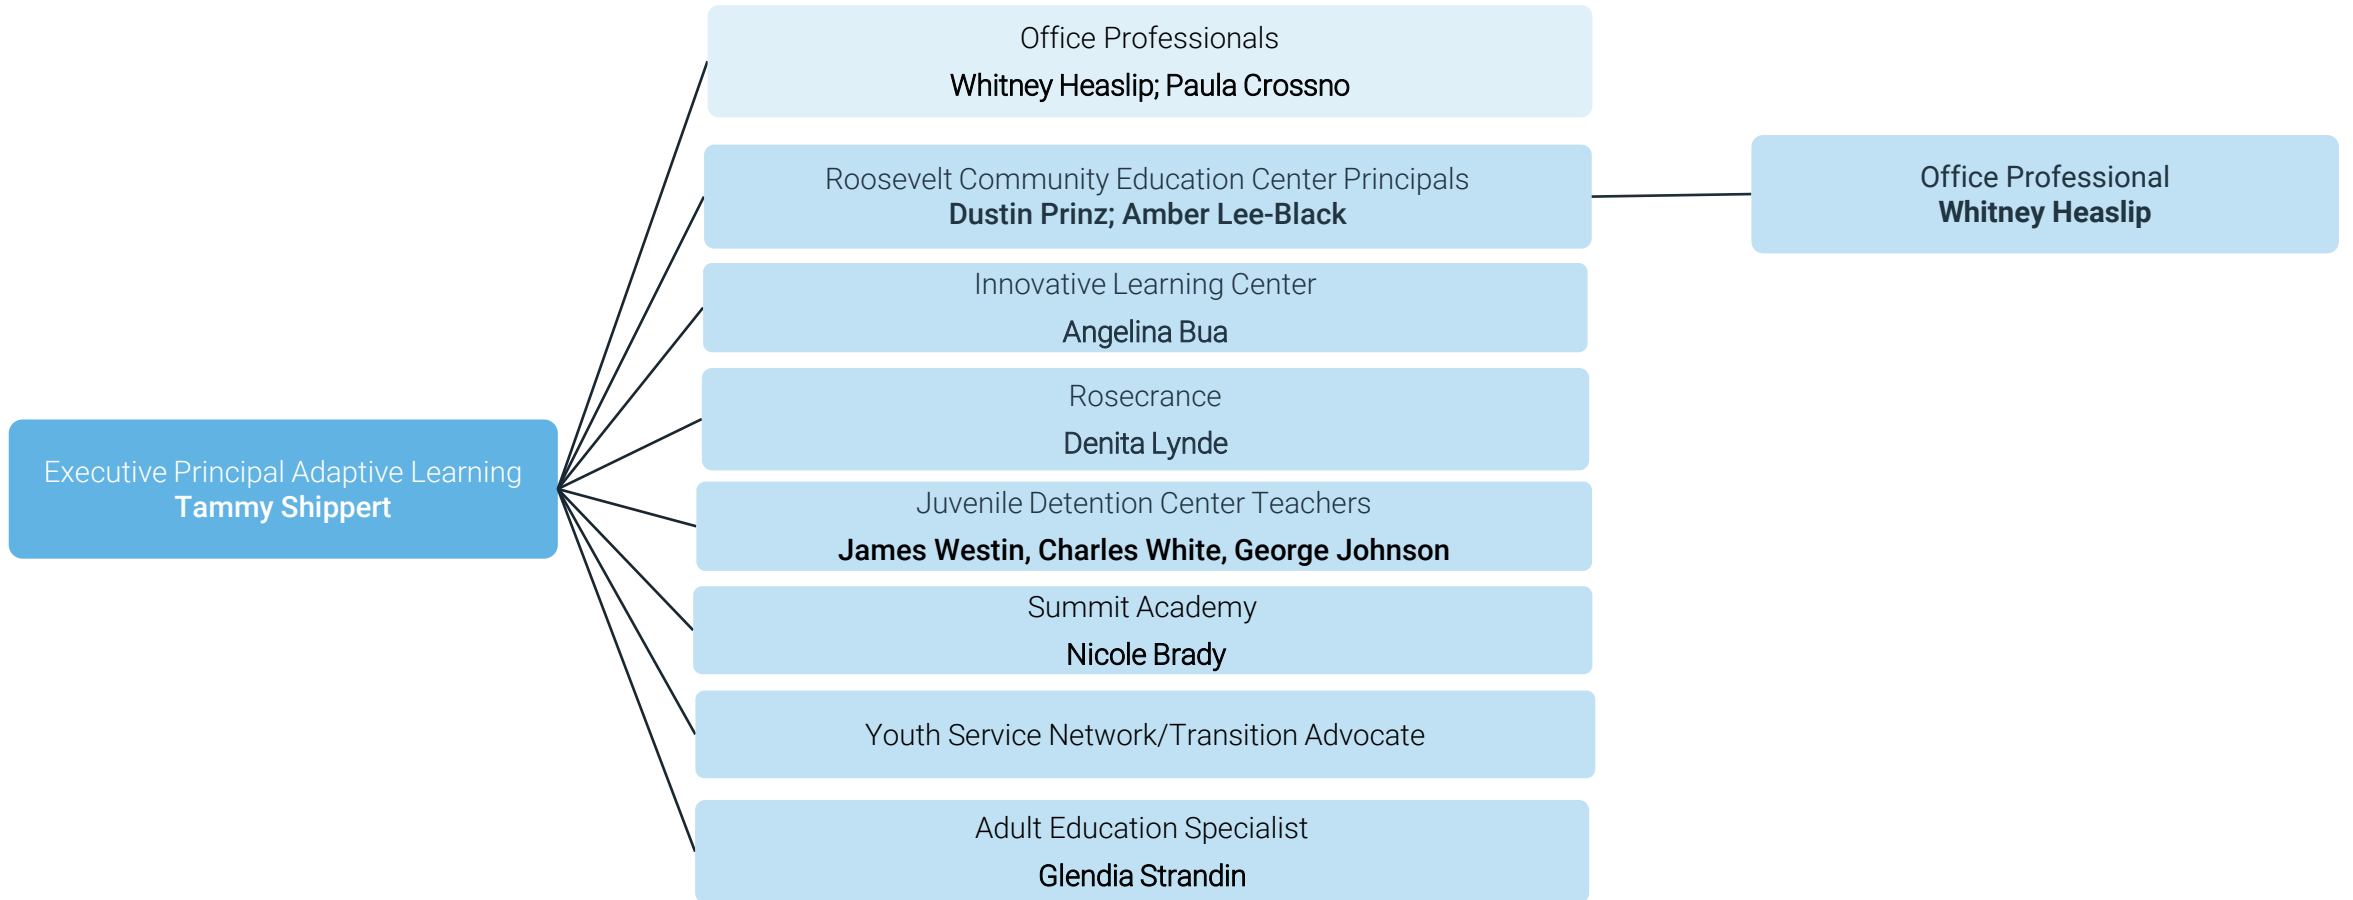 Office Professionals
Whitney Heaslip; Paula Crossno
Roosevelt Community Education Center Principals
Dustin Prinz; Amber Lee-Black
Office Professional
Whitney Heaslip
Innovative Learning Center
Angelina Bua
Rosecrance
Denita Lynde
Executive Principal Adaptive Learning
Tammy Shippert
Juvenile Detention Center Teachers
James Westin, Charles White, George Johnson
Summit Academy
Nicole Brady
Youth Service Network/Transition Advocate
Adult Education Specialist
Glendia Strandin